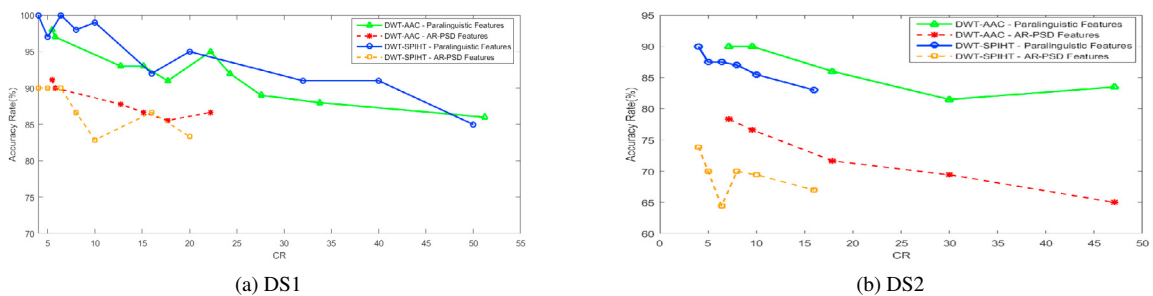 100
95
90
85
80
75
70
Accuracy Rate(%)
5
10
15
20
25
30
35
40
45
50
55
CR
DWT-AAC - Paralinguistic Features
DWT-AAC - AR-PSD Features
DWT-SPIHT - Paralinguistic Features
DWT-SPIHT - AR-PSD Features
(a) DS1
95
90
85
80
75
70
65
60
Accuracy Rate(%)
0
5
10
15
20
25
30
35
40
45
50
CR
DWT-AAC - Paralinguistic Features
DWT-AAC - AR-PSD Features
DWT-SPIHT - Paralinguistic Features
DWT-SPIHT - AR-PSD Features
(b) DS2